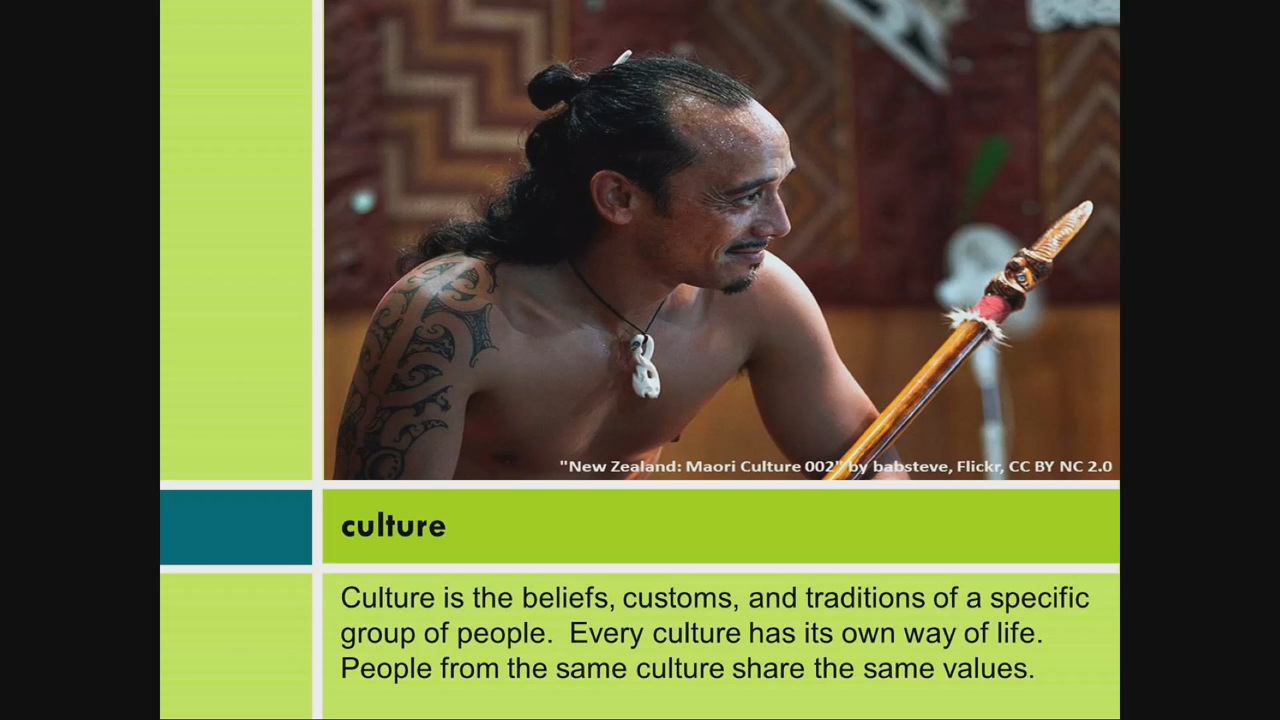 "New Zealand: Maori Culture 002" by babsteve, Flickr, CC BY NC 2.0
culture
Culture is the beliefs, customs, and traditions of a specific
group of people.  Every culture has its own way of life.
People from the same culture share the same values.